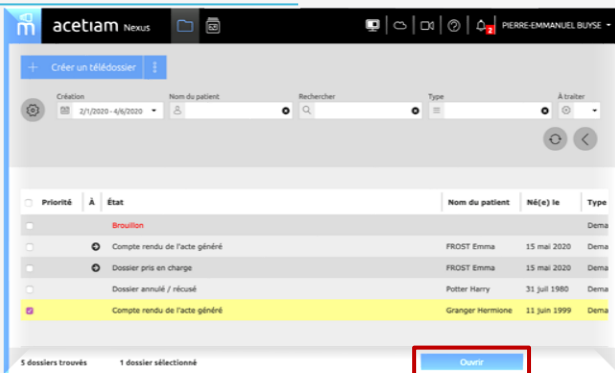 acetiam Nexus PIERRE-EMMANUEL BUYSE
2
+ Créer un télédossier
Création Nom du patient Rechercher Type À traiter
2/1/2020 - 4/6/2020
Priorité À État Nom du patient Né(e) le Type
Brouillon Dema
Compte rendu de l'acte généré FROST Emma 15 mai 2020 Dema
Dossier pris en charge FROST Emma 15 mai 2020 Dema
Dossier annulé / récusé Potter Harry 31 juil 1980 Dema
Compte rendu de l'acte généré Granger Hermione 11 juin 1999 Dema
5 dossiers trouvés 1 dossier sélectionné Ouvrir